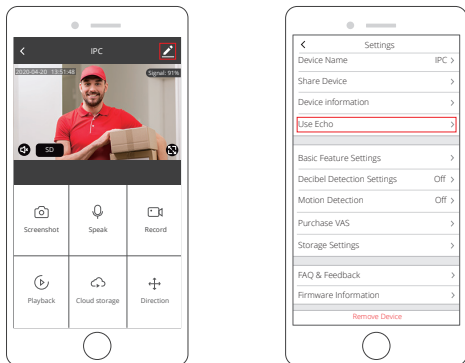 IPC
2020-04-20 13:51:48
Signal: 91%
SD
Screenshot
Speak
Record
Playback
Cloud storage
Direction
Settings
Device Name IPC >
Share Device >
Device information >
Use Echo >
Basic Feature Settings >
Decibel Detection Settings Off >
Motion Detection Off >
Purchase VAS >
Storage Settings >
FAQ & Feedback >
Firmware Information >
Remove Device